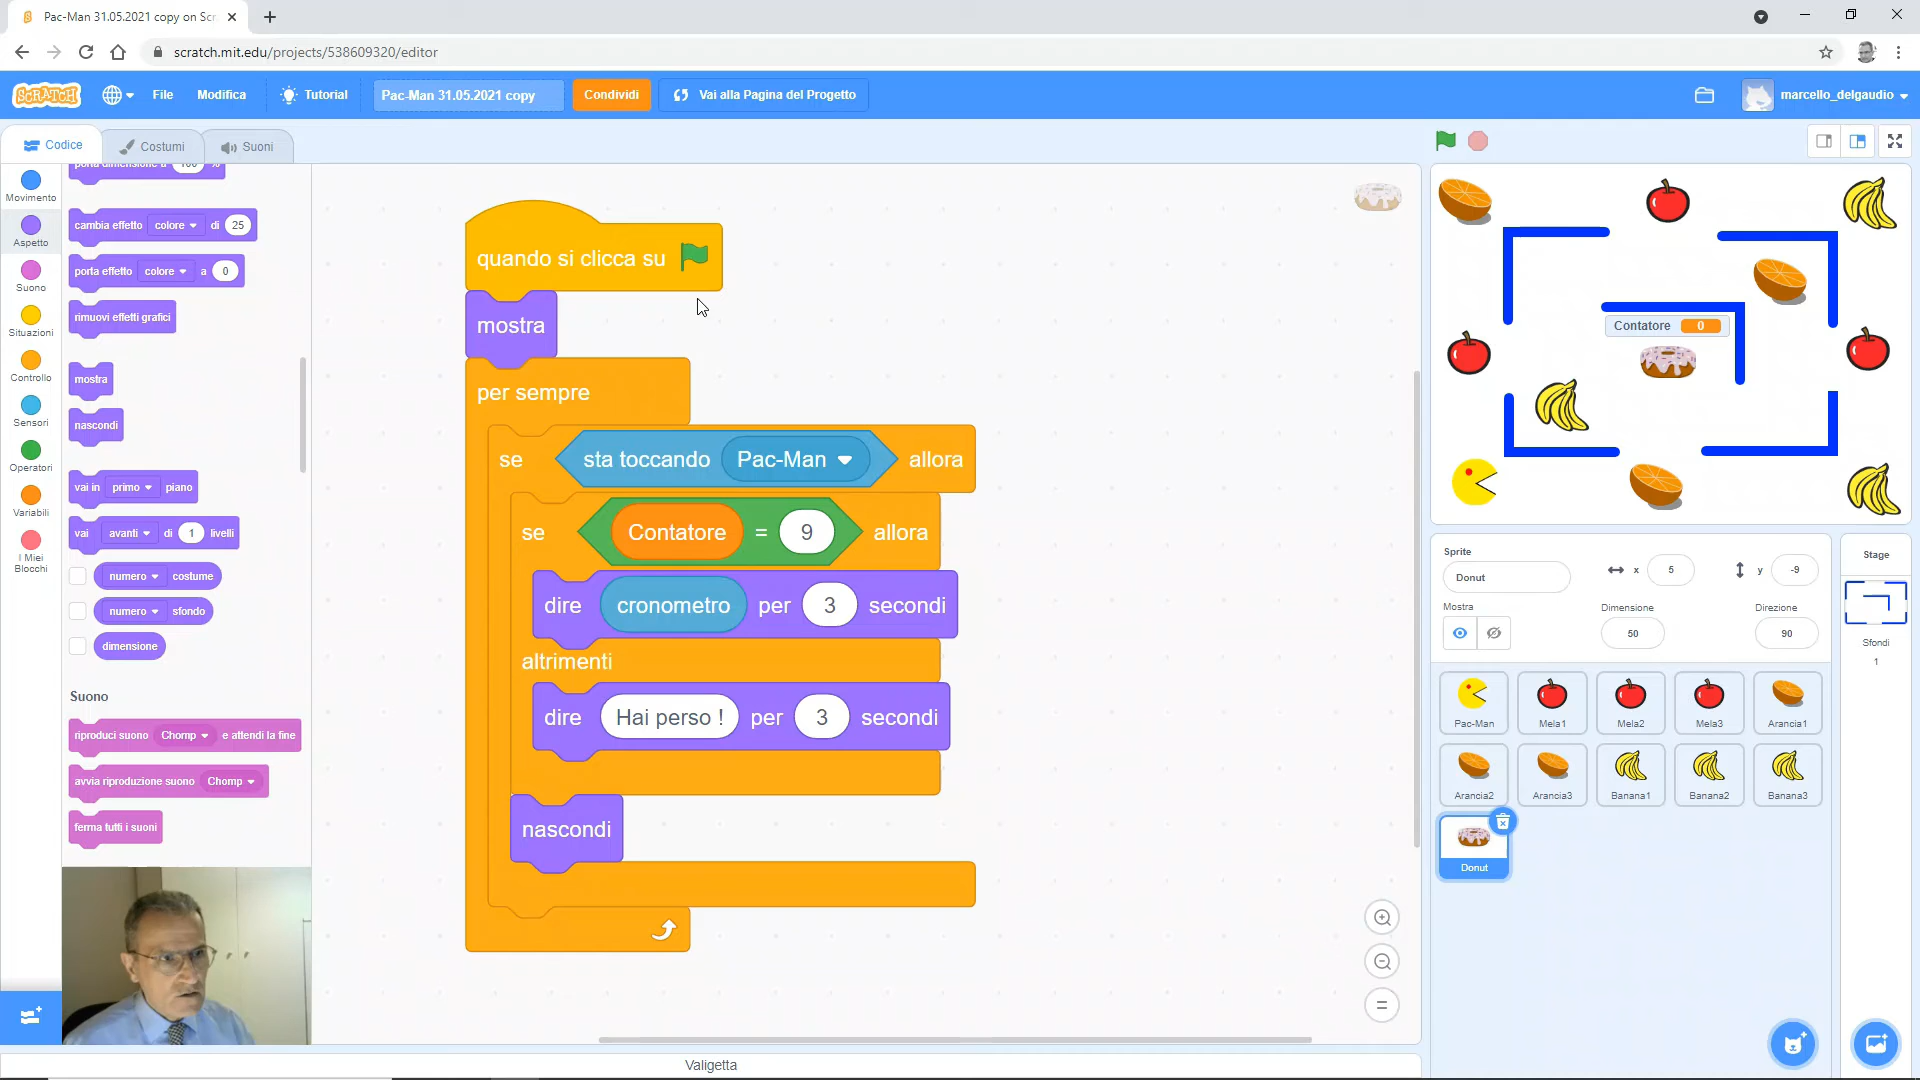 Pac-Man 31.05.2021 copy on Scr
scratch.mit.edu/projects/538609320/editor
SCRATCH
File
Modifica
Tutorial
Pac-Man 31.05.2021 copy
Condividi
Vai alla Pagina del Progetto
marcello_delgaudio
Codice
Costumi
Suoni
Movimento
Aspetto
Suono
Situazioni
Controllo
Sensori
Operatori
Variabili
I Miei
Blocchi
porta dimensione a 100 %
cambia effetto colore di 25
porta effetto colore a 0
rimuovi effetti grafici
mostra
nascondi
vai in primo piano
vai avanti di 1 livelli
numero costume
numero sfondo
dimensione
Suono
riproduci suono Chomp e attendi la fine
avvia riproduzione suono Chomp
ferma tutti i suoni
quando si clicca su
mostra
per sempre
se sta toccando Pac-Man allora
se Contatore = 9 allora
dire cronometro per 3 secondi
altrimenti
dire Hai perso ! per 3 secondi
nascondi
Valigetta
Contatore 0
Sprite
Donut
x 5
y -9
Mostra
Dimensione
50
Direzione
90
Pac-Man
Mela1
Mela2
Mela3
Arancia1
Arancia2
Arancia3
Banana1
Banana2
Banana3
Donut
Stage
Sfondi
1